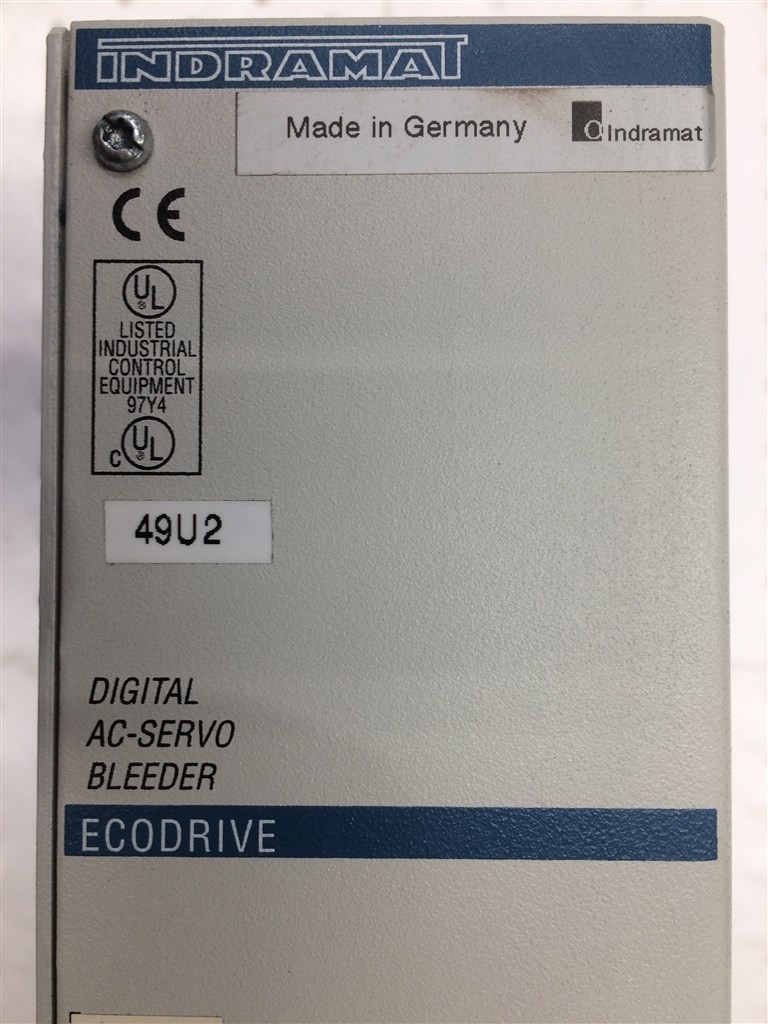 INDRAMAT
Made in Germany
Indramat
CE
UL
LISTED
INDUSTRIAL
CONTROL
EQUIPMENT
97Y4
C UL
49U2
DIGITAL
AC-SERVO
BLEEDER
ECODRIVE